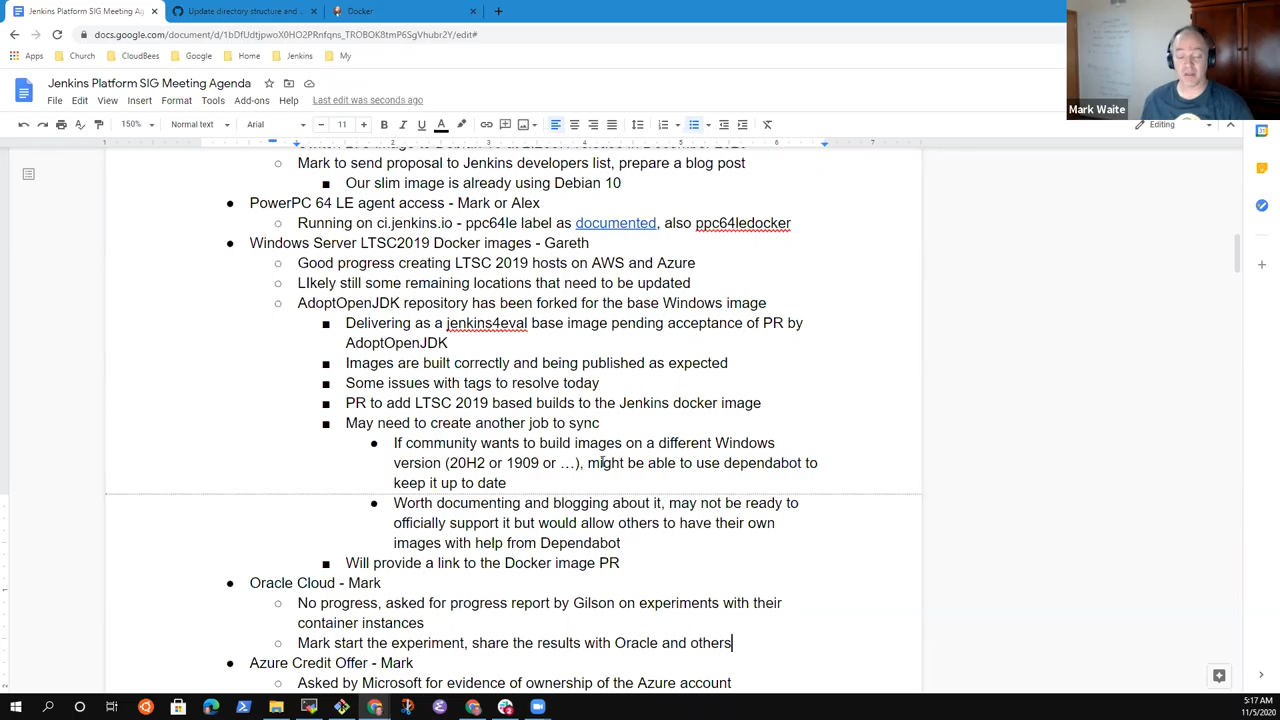 Jenkins Platform SIG Meeting Ag
Update directory structure and
Docker
docs.google.com/document/d/1bDfUdtjpwoX0HO2PRnfqns_TROBOK8tmP6SgVhubr2Y/edit#
Apps
Church
CloudBees
Google
Home
Jenkins
My
Jenkins Platform SIG Meeting Agenda
File Edit View Insert Format Tools Add-ons Help Last edit was seconds ago
150% Normal text Arial 11 Editing
Mark Waite
1 2 3 4 5 6 7
Mark to send proposal to Jenkins developers list, prepare a blog post
Our slim image is already using Debian 10
PowerPC 64 LE agent access - Mark or Alex
Running on ci.jenkins.io - ppc64le label as documented, also ppc64ledocker
Windows Server LTSC2019 Docker images - Gareth
Good progress creating LTSC 2019 hosts on AWS and Azure
LIkely still some remaining locations that need to be updated
AdoptOpenJDK repository has been forked for the base Windows image
Delivering as a jenkins4eval base image pending acceptance of PR by
AdoptOpenJDK
Images are built correctly and being published as expected
Some issues with tags to resolve today
PR to add LTSC 2019 based builds to the Jenkins docker image
May need to create another job to sync
If community wants to build images on a different Windows
version (20H2 or 1909 or …), might be able to use dependabot to
keep it up to date
Worth documenting and blogging about it, may not be ready to
officially support it but would allow others to have their own
images with help from Dependabot
Will provide a link to the Docker image PR
Oracle Cloud - Mark
No progress, asked for progress report by Gilson on experiments with their
container instances
Mark start the experiment, share the results with Oracle and others
Azure Credit Offer - Mark
Asked by Microsoft for evidence of ownership of the Azure account
5:17 AM
11/5/2020